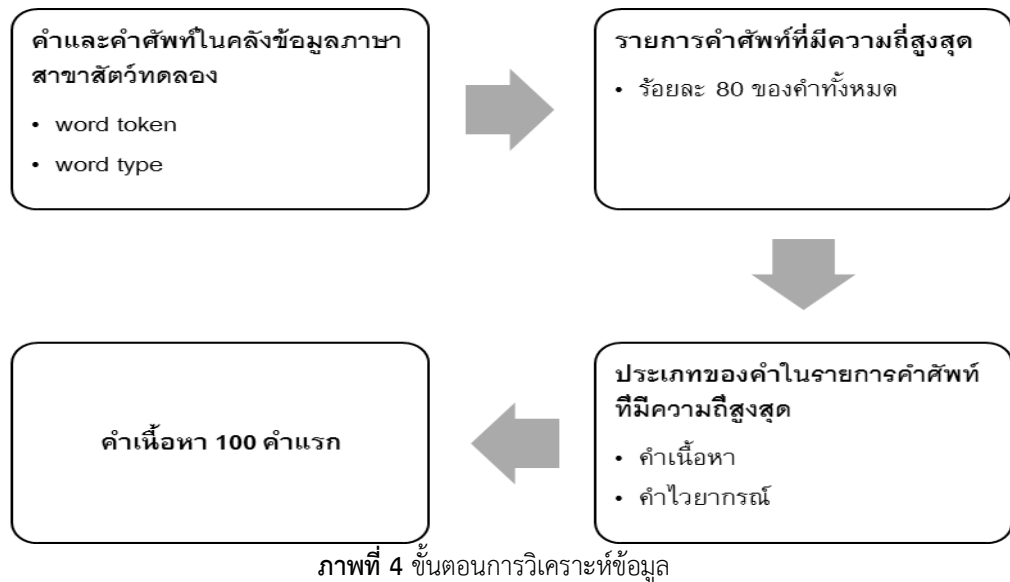 คำและคำศัพท์ในคลังข้อมูลภาษา
สาขาสัตว์ทดลอง
• word token
• word type
รายการคำศัพท์ที่มีความถี่สูงสุด
• ร้อยละ 80 ของคำทั้งหมด
ประเภทของคำในรายการคำศัพท์
ที่มีความถี่สูงสุด
• คำเนื้อหา
• คำไวยากรณ์
คำเนื้อหา 100 คำแรก
ภาพที่ 4 ขั้นตอนการวิเคราะห์ข้อมูล